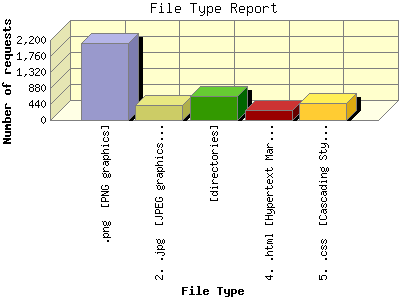 File Type Report
Number of requests
2,200
1,760
1,320
880
440
0
.png [PNG graphics]
2. .jpg [JPEG graphics...
[directories]
4. .html [Hypertext Mar...
5. .css [Cascading Sty...
File Type